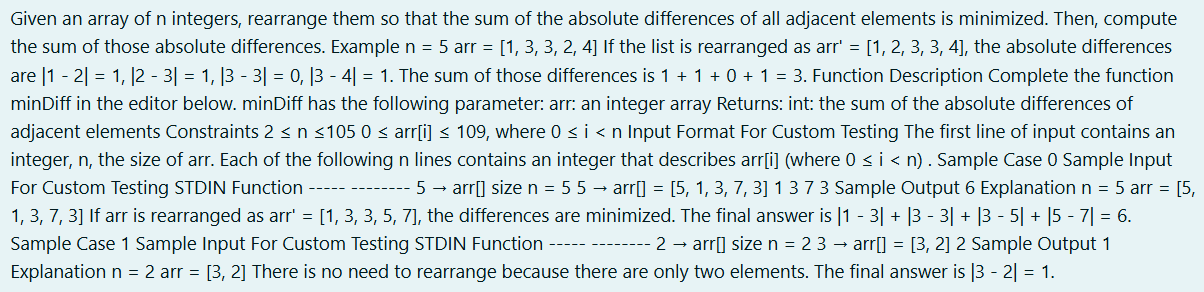 Given an array of n integers, rearrange them so that the sum of the absolute differences of all adjacent elements is minimized. Then, compute
the sum of those absolute differences. Example n = 5 arr = [1, 3, 3, 2, 4] If the list is rearranged as arr' = [1, 2, 3, 3, 4], the absolute differences
are |1 - 2| = 1, |2 - 3| = 1, |3 - 3| = 0, |3 - 4| = 1. The sum of those differences is 1 + 1 + 0 + 1 = 3. Function Description Complete the function
minDiff in the editor below. minDiff has the following parameter: arr: an integer array Returns: int: the sum of the absolute differences of
adjacent elements Constraints 2 ≤ n ≤105 0 ≤ arr[i] ≤ 109, where 0 ≤ i < n Input Format For Custom Testing The first line of input contains an
integer, n, the size of arr. Each of the following n lines contains an integer that describes arr[i] (where 0 ≤ i < n) . Sample Case 0 Sample Input
For Custom Testing STDIN Function ----- -------- 5 → arr[] size n = 5 5 → arr[] = [5, 1, 3, 7, 3] 1 3 7 3 Sample Output 6 Explanation n = 5 arr = [5,
1, 3, 7, 3] If arr is rearranged as arr' = [1, 3, 3, 5, 7], the differences are minimized. The final answer is |1 - 3| + |3 - 3| + |3 - 5| + |5 - 7| = 6.
Sample Case 1 Sample Input For Custom Testing STDIN Function ----- -------- 2 → arr[] size n = 2 3 → arr[] = [3, 2] 2 Sample Output 1
Explanation n = 2 arr = [3, 2] There is no need to rearrange because there are only two elements. The final answer is |3 - 2| = 1.